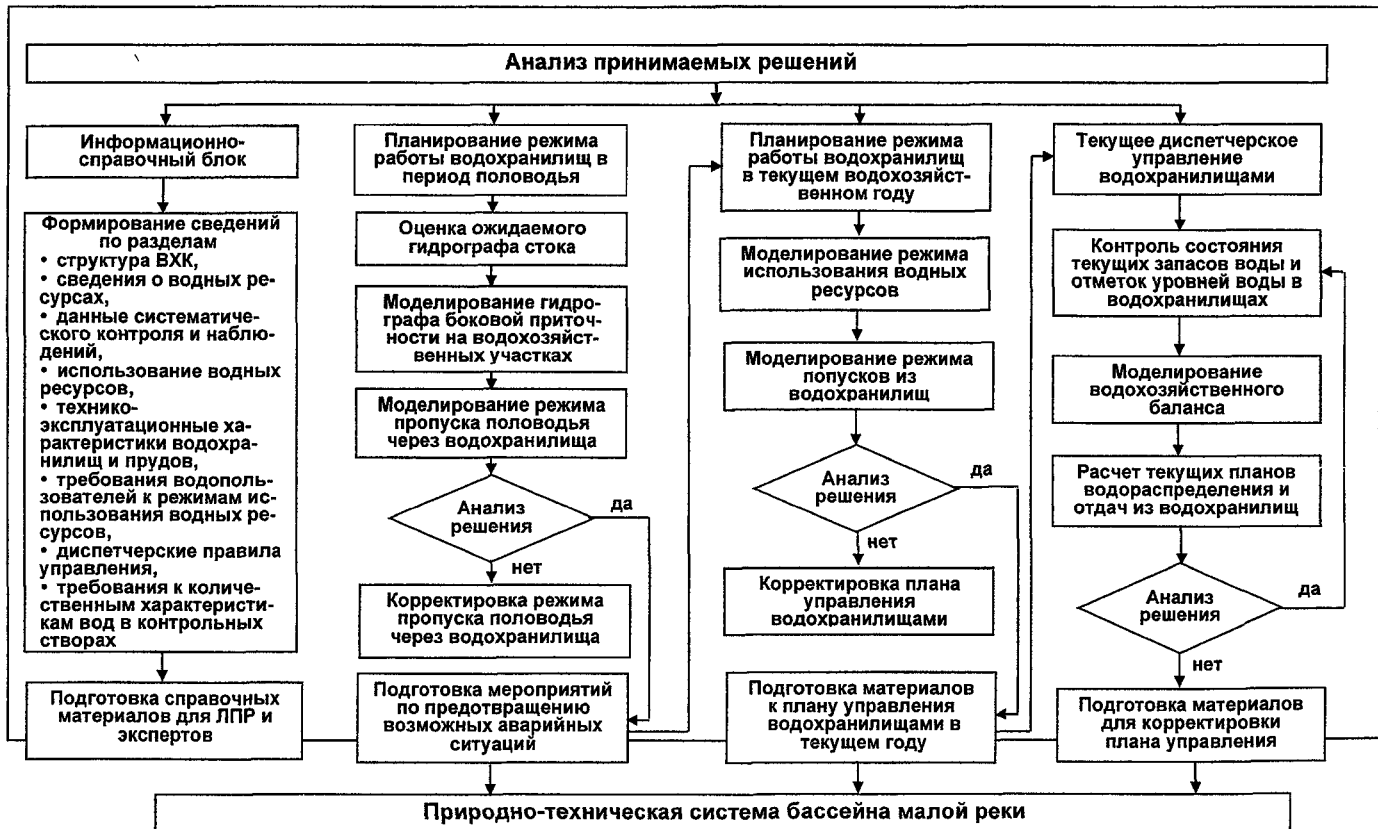 Анализ принимаемых решений
Информационно-
справочный блок
Формирование сведений
по разделам
• структура ВХК,
• сведения о водных ре-
сурсах,
• данные систематиче-
ского контроля и наблю-
дений,
• использование водных
ресурсов,
• технико-
эксплуатационные ха-
рактеристики водохра-
нилищ и прудов,
• требования водополь-
зователей к режимам ис-
пользования водных ре-
сурсов,
• диспетчерские правила
управления,
• требования к количе-
ственным характеристи-
кам вод в контрольных
створах
Подготовка справочных
материалов для ЛПР и
экспертов
Планирование режима
работы водохранилищ в
период половодья
Оценка ожидаемого
гидрографа стока
Моделирование гидро-
графа боковой приточ-
ности на водохозяйст-
венных участках
Моделирование режима
пропуска половодья
через водохранилища
Анализ
решения
да
нет
Корректировка режима
пропуска половодья
через водохранилища
Подготовка мероприятий
по предотвращению
возможных аварийных
ситуаций
Планирование режима
работы водохранилищ
в текущем водохозяйст-
венном году
Моделирование режима
использования водных
ресурсов
Моделирование режима
попусков из
водохранилищ
Анализ
решения
да
нет
Корректировка плана
управления
водохранилищами
Подготовка материалов
к плану управления
водохранилищами в
текущем году
Текущее диспетчерское
управление
водохранилищами
Контроль состояния
текущих запасов воды и
отметок уровней воды в
водохранилищах
Моделирование
водохозяйственного
баланса
Расчет текущих планов
водораспределения и
отдач из водохранилищ
Анализ
решения
да
нет
Подготовка материалов
для корректировки
плана управления
Природно-техническая система бассейна малой реки